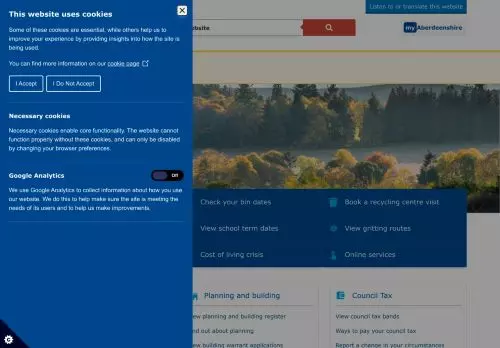 This website uses cookies
Some of these cookies are essential, while others help us to
improve your experience by providing insights into how the site is
being used.
You can find more information on our cookie page
I Accept
I Do Not Accept
Necessary cookies
Necessary cookies enable core functionality. The website cannot
function properly without these cookies, and can only be disabled
by changing your browser preferences.
Google Analytics
Off
We use Google Analytics to collect information about how you use
our website. We do this to help make sure the site is meeting the
needs of its users and to help us make improvements.
Listen to or translate this website
website
my Aberdeenshire
Check your bin dates
Book a recycling centre visit
View school term dates
View gritting routes
Cost of living crisis
Online services
Planning and building
Council Tax
planning and building register
View council tax bands
out about planning
Ways to pay your council tax
building warrant applications
Report a change in your circumstances